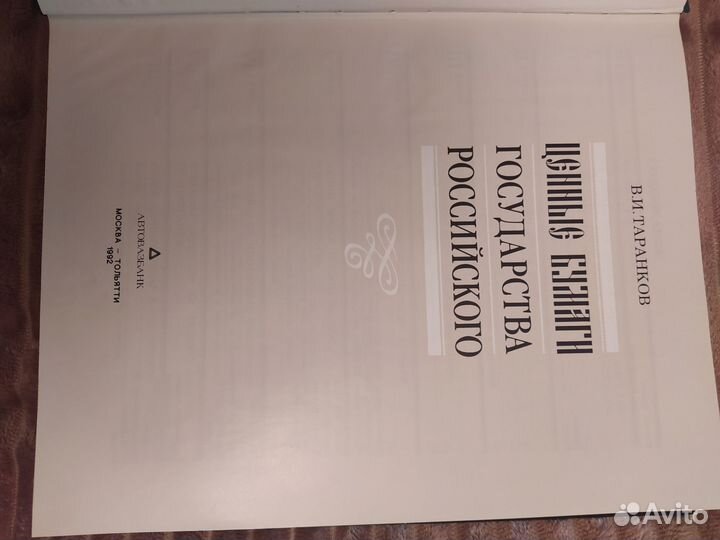 В.И.ТАРАНКОВ
ЦЕННЫЕ БУМАГИ
ГОСУДАРСТВА
РОССИЙСКОГО
АВТОВАЗБАНК
МОСКВА – ТОЛЬЯТТИ
1992
Avito